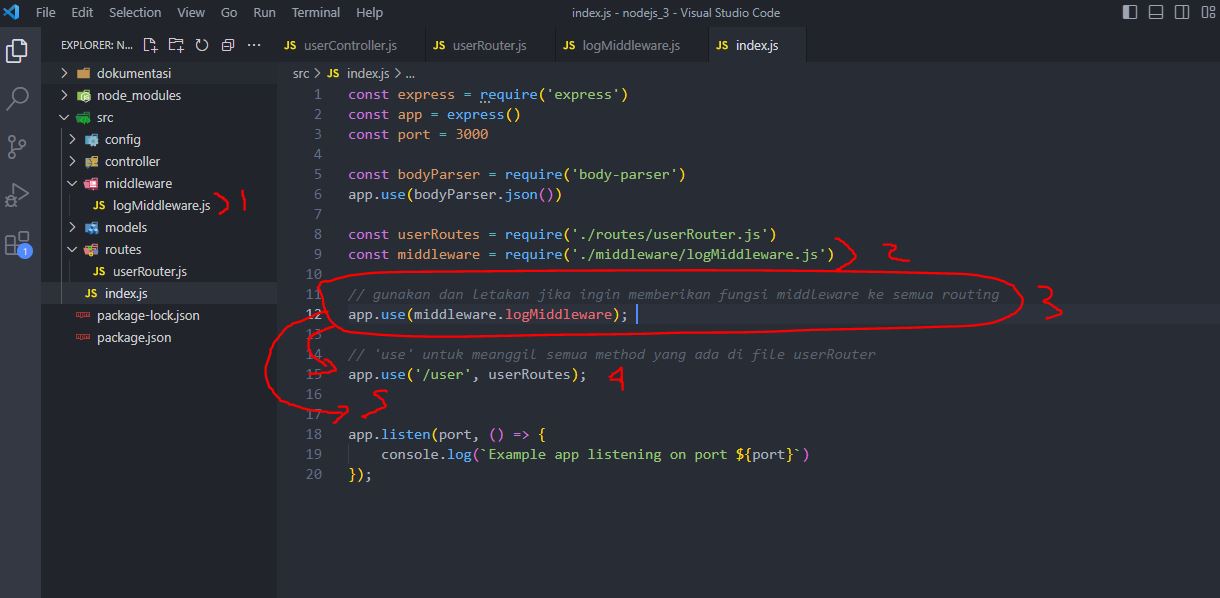 File Edit Selection View Go Run Terminal Help index.js - nodejs_3 - Visual Studio Code
EXPLORER: N... ...
JS userController.js JS userRouter.js JS logMiddleware.js JS index.js
dokumentasi
node_modules
src
config
controller
middleware
JS logMiddleware.js 1
models
routes
JS userRouter.js
JS index.js
package-lock.json
package.json
1
src > JS index.js > ...
1 const express = require('express')
2 const app = express()
3 const port = 3000
4
5 const bodyParser = require('body-parser')
6 app.use(bodyParser.json())
7
8 const userRoutes = require('./routes/userRouter.js')
9 const middleware = require('./middleware/logMiddleware.js') 2
10
11 // gunakan dan letakan jika ingin memberikan fungsi middleware ke semua routing
12 app.use(middleware.logMiddleware); 3
13
14 // 'use' untuk meanggil semua method yang ada di file userRouter
15 app.use('/user', userRoutes); 4
16
17 5
18 app.listen(port, () => {
19 console.log(`Example app listening on port ${port}`)
20 });